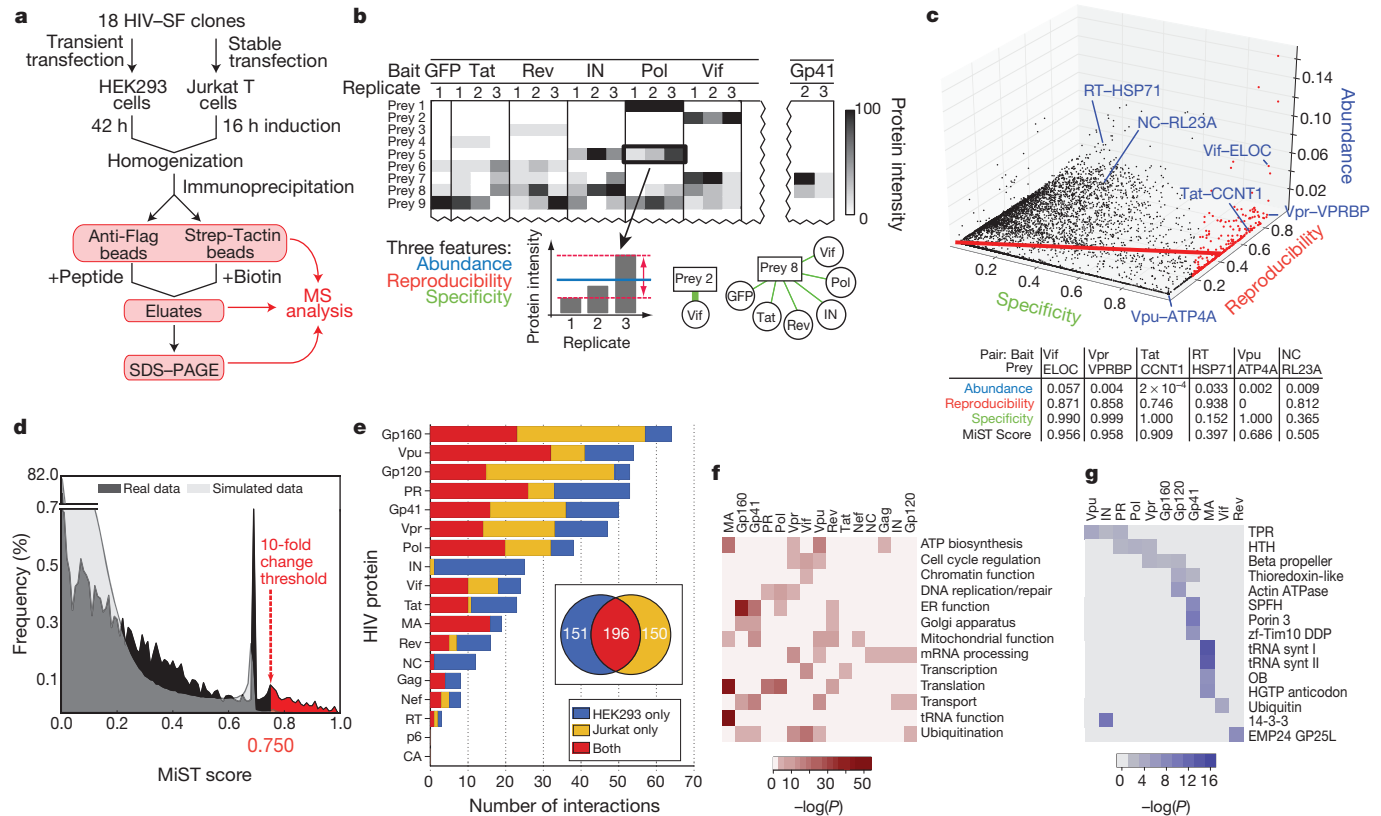 a
18 HIV–SF clones
Transient transfection
Stable transfection
HEK293 cells
Jurkat T cells
42 h
16 h induction
Homogenization
Immunoprecipitation
Anti-Flag beads
Strep-Tactin beads
+Peptide
+Biotin
MS analysis
Eluates
SDS–PAGE
b
Bait GFP Tat Rev IN Pol Vif Gp41
Replicate 1 1 2 3 1 2 3 1 2 3 1 2 3 1 2 3 2 3
Prey 1
Prey 2
Prey 3
Prey 4
Prey 5
Prey 6
Prey 7
Prey 8
Prey 9
100
0
Protein intensity
Three features:
Abundance
Reproducibility
Specificity
Protein intensity
1 2 3
Replicate
Prey 2
Vif
Prey 8
GFP
Tat
Rev
IN
Pol
Vif
c
RT–HSP71
NC–RL23A
Vif–ELOC
Tat–CCNT1
Vpr–VPRBP
Vpu–ATP4A
0.14
0.10
0.06
0.02
Abundance
0.8
0.6
0.4
0.2
Reproducibility
0.2 0.4 0.6 0.8
Specificity
Pair: Bait Vif Vpr Tat RT Vpu NC
Prey ELOC VPRBP CCNT1 HSP71 ATP4A RL23A
Abundance 0.057 0.004 2 × 10⁻⁴ 0.033 0.002 0.009
Reproducibility 0.871 0.858 0.746 0.938 0 0.812
Specificity 0.990 0.999 1.000 0.152 1.000 0.365
MiST Score 0.956 0.958 0.909 0.397 0.686 0.505
d
82.0
0.7
0.5
0.3
0.1
Frequency (%)
Real data Simulated data
10-fold change threshold
0.0 0.2 0.4 0.6 0.8 1.0
0.750
MiST score
e
HIV protein
Gp160
Vpu
Gp120
PR
Gp41
Vpr
Pol
IN
Vif
Tat
MA
Rev
NC
Gag
Nef
RT
p6
CA
151 196 150
HEK293 only
Jurkat only
Both
0 10 20 30 40 50 60 70
Number of interactions
f
MA Gp160 Gp41 PR Pol Vpr Vif Vpu Rev Tat Nef NC Gag IN Gp120
ATP biosynthesis
Cell cycle regulation
Chromatin function
DNA replication/repair
ER function
Golgi apparatus
Mitochondrial function
mRNA processing
Transcription
Translation
Transport
tRNA function
Ubiquitination
0 10 30 50
–log(P)
g
Vpu IN PR Pol Vpr Gp160 Gp120 Gp41 MA Vif Rev
TPR
HTH
Beta propeller
Thioredoxin-like
Actin ATPase
SPFH
Porin 3
zf-Tim10 DDP
tRNA synt I
tRNA synt II
OB
HGTP anticodon
Ubiquitin
14-3-3
EMP24 GP25L
0 4 8 12 16
–log(P)